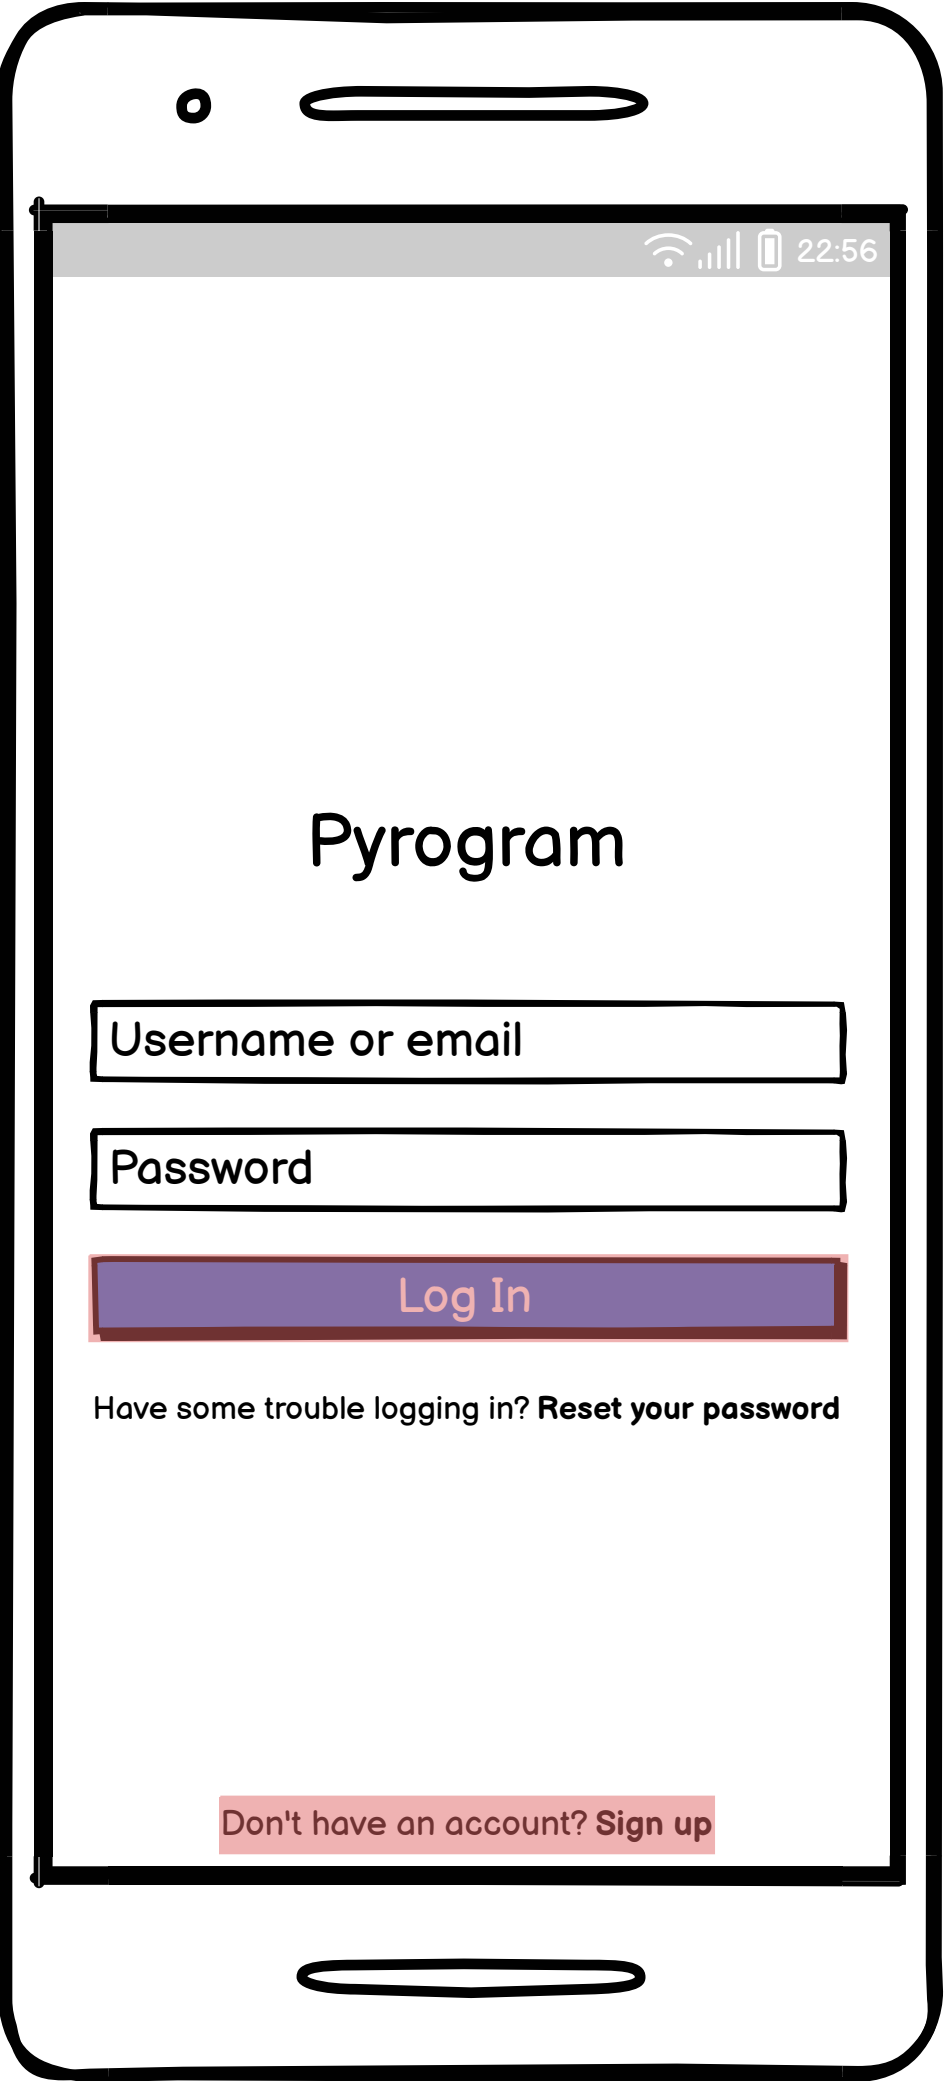 22:56
Pyrogram
Username or email
Password
Log In
Have some trouble logging in? Reset your password
Don't have an account? Sign up